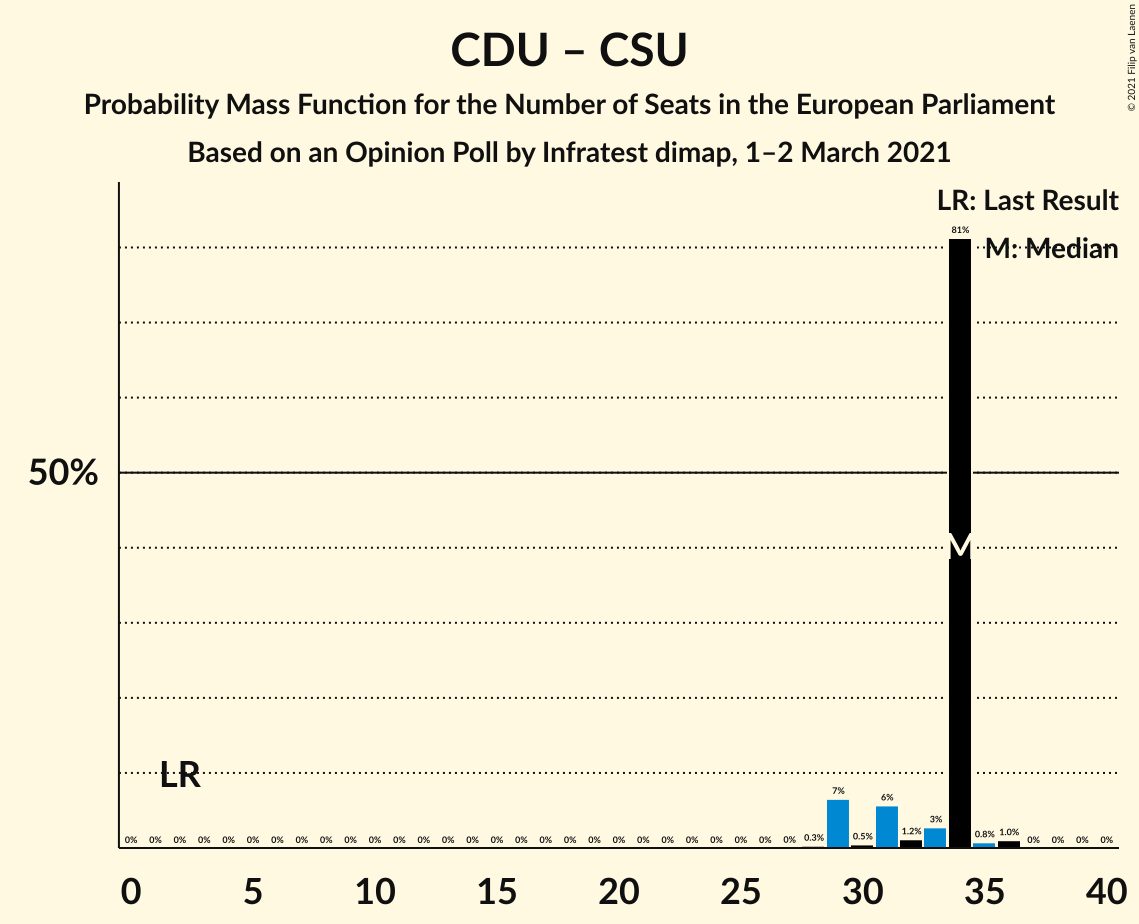 CDU – CSU
Probability Mass Function for the Number of Seats in the European Parliament
Based on an Opinion Poll by Infratest dimap, 1–2 March 2021
© 2021 Filip van Laenen
LR: Last Result
M: Median
81%
50%
M
LR
0% 0% 0% 0% 0% 0% 0% 0% 0% 0% 0% 0% 0% 0% 0% 0% 0% 0% 0% 0% 0% 0% 0% 0% 0% 0% 0% 0% 0.3% 7% 0.5% 6% 1.2% 3% 0.8% 1.0% 0% 0% 0% 0%
0 5 10 15 20 25 30 35 40